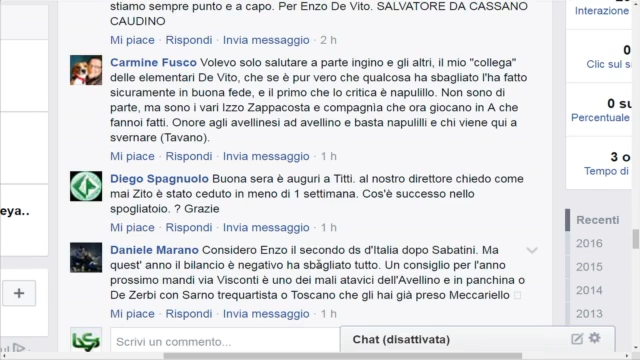 stiamo sempre punto e a capo. Per Enzo De Vito. SALVATORE DA CASSANO
CAUDINO
Mi piace · Rispondi · Invia messaggio · 2 h
Carmine Fusco Volevo solo salutare a parte ingino e gli altri, il mio "collega"
delle elementari De Vito, che se è pur vero che qualcosa ha sbagliato l'ha fatto
sicuramente in buona fede, e il primo che lo critica è napulillo. Non sono di
parte, ma sono i vari Izzo Zappacosta e compagnìa che ora giocano in A che
fannoi fatti. Onore agli avellinesi ad avellino e basta napulilli e chi viene qui a
svernare (Tavano).
Mi piace · Rispondi · Invia messaggio · 1 h
Diego Spagnuolo Buona sera è auguri a Titti. al nostro direttore chiedo come
mai Zito è stato ceduto in meno di 1 settimana. Cos'è successo nello
spogliatoio. ? Grazie
Mi piace · Rispondi · Invia messaggio · 1 h
Daniele Marano Considero Enzo il secondo ds d'Italia dopo Sabatini. Ma
quest' anno il bilancio è negativo ha sbagliato tutto. Un consiglio per l'anno
prossimo mandi via Visconti è uno dei mali atavici dell'Avellino e in panchina o
De Zerbi con Sarno trequartista o Toscano che gli hai già preso Meccariello
Mi piace · Rispondi · Invia messaggio · 1 h
Scrivi un commento...
Chat (disattivata)
eya..
+
Interazione
0 (
Clic sul s
0 su
Percentuale
3 o
Tempo di
Recenti
2016
2015
2014
2013